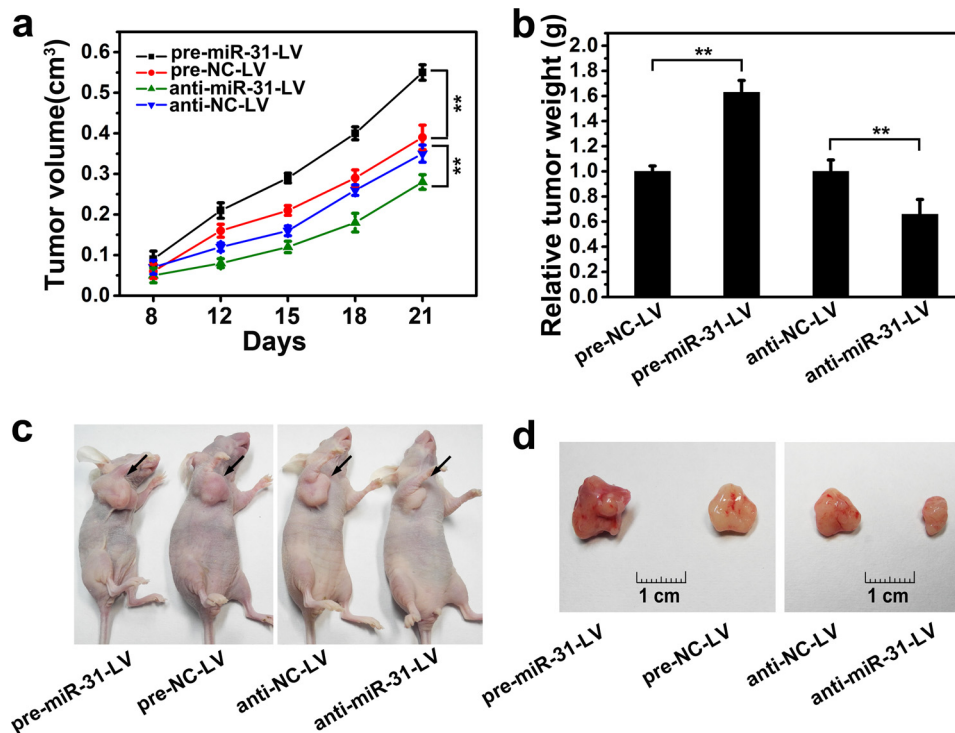 a
Tumor volume(cm³)
0.6
0.5
0.4
0.3
0.2
0.1
0.0
pre-miR-31-LV
pre-NC-LV
anti-miR-31-LV
anti-NC-LV
**
**
8 12 15 18 21
Days
b
Relative tumor weight (g)
2.0
1.8
1.6
1.4
1.2
1.0
0.8
0.6
0.4
0.2
0.0
**
**
pre-NC-LV
pre-miR-31-LV
anti-NC-LV
anti-miR-31-LV
c
pre-miR-31-LV
pre-NC-LV
anti-NC-LV
anti-miR-31-LV
d
1 cm
1 cm
pre-miR-31-LV
pre-NC-LV
anti-NC-LV
anti-miR-31-LV